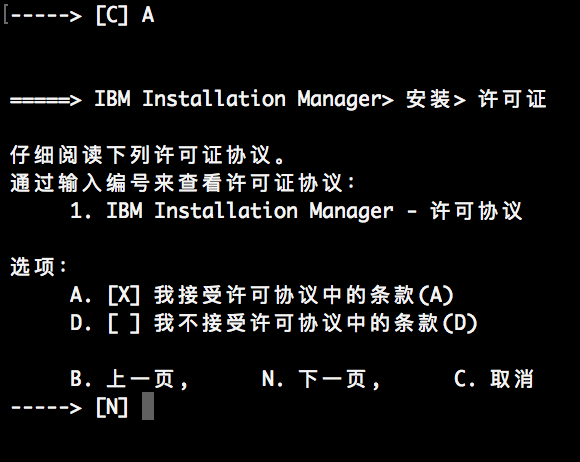 [-----> [C] A
=====> IBM Installation Manager> 安装> 许可证
仔细阅读下列许可证协议。
通过输入编号来查看许可证协议:
1. IBM Installation Manager - 许可协议
选项:
A. [X] 我接受许可协议中的条款(A)
D. [ ] 我不接受许可协议中的条款(D)
B. 上一页, N. 下一页, C. 取消
-----> [N]